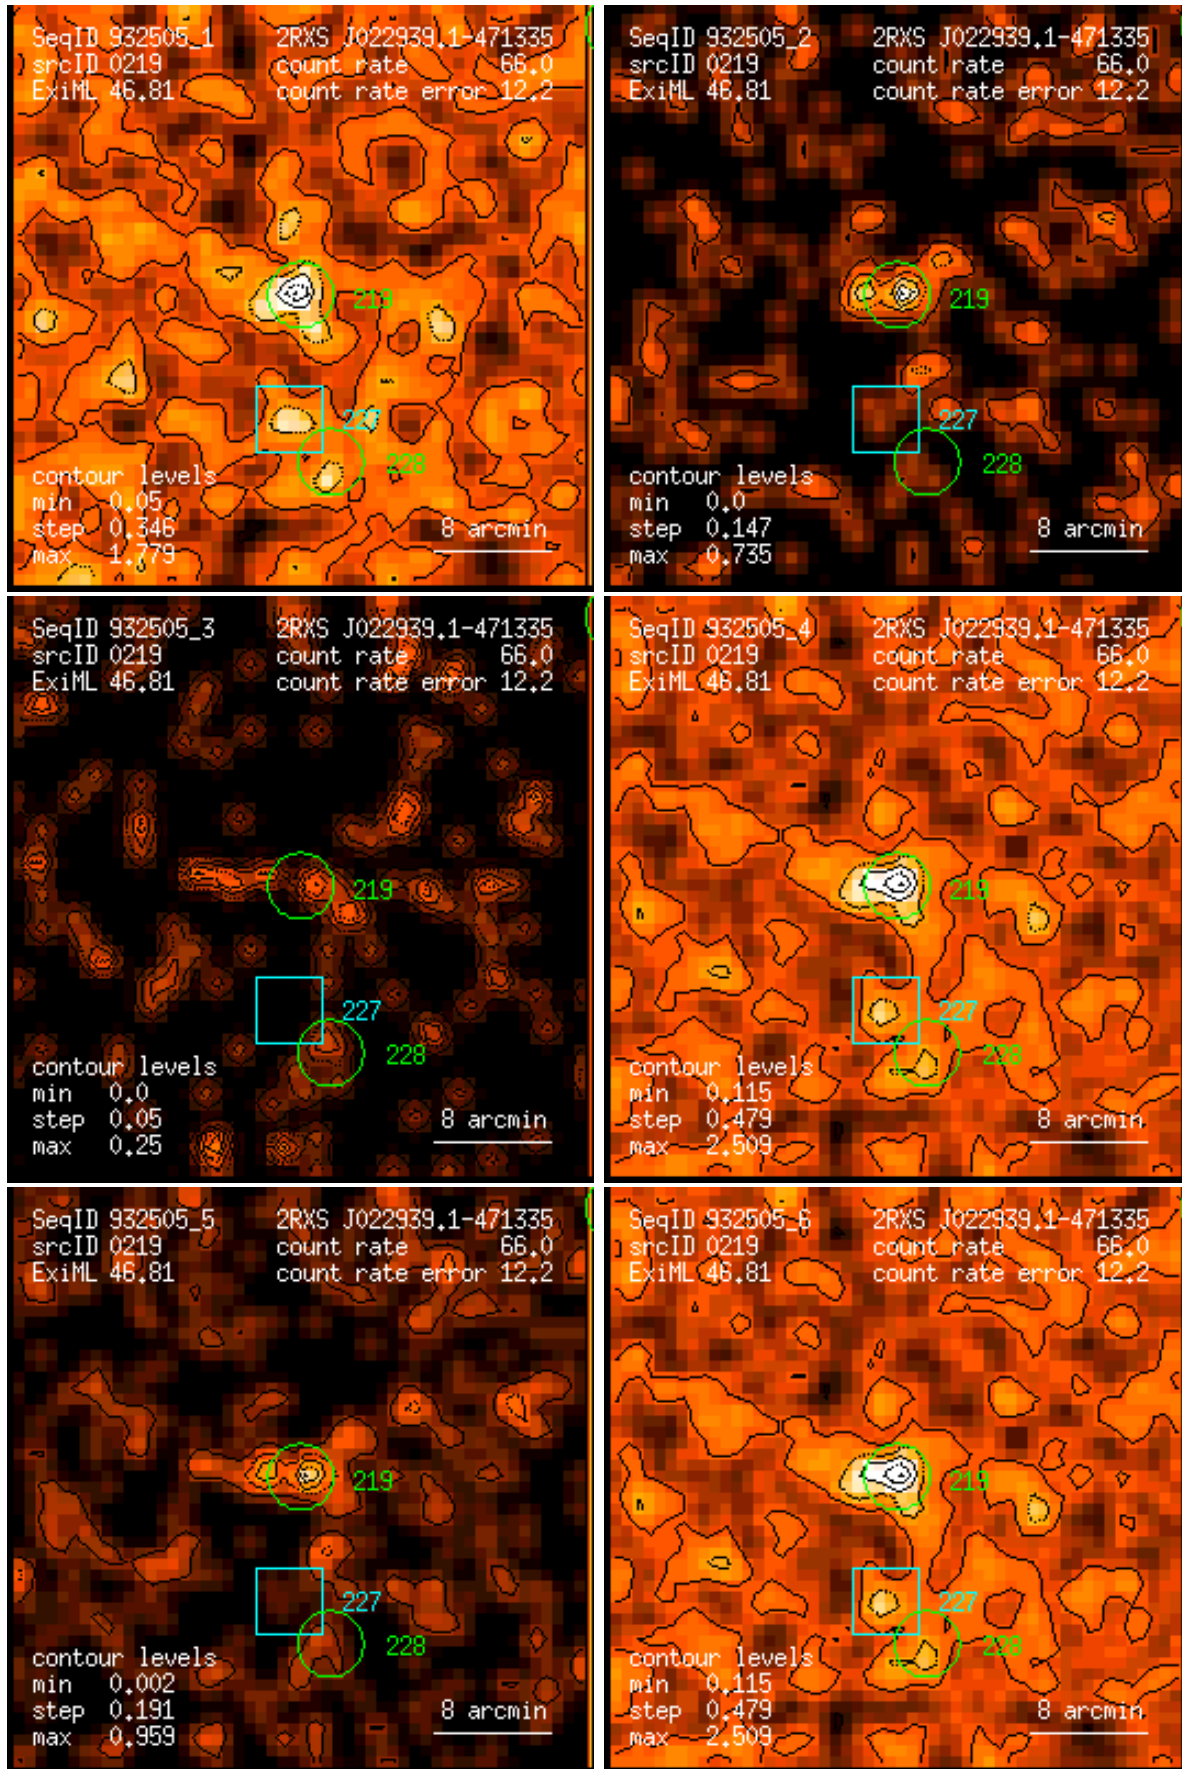 SeqID 932505_1 2RXS J022939.1-471335
srcID 0219 count rate 66.0
ExiML 46.81 count rate error 12.2
219
227
228
contour levels
min 0.05
step 0.346 8 arcmin
max 1.779
SeqID 932505_2 2RXS J022939.1-471335
srcID 0219 count rate 66.0
ExiML 46.81 count rate error 12.2
219
227
228
contour levels
min 0.0
step 0.147 8 arcmin
max 0.735
SeqID 932505_3 2RXS J022939.1-471335
srcID 0219 count rate 66.0
ExiML 46.81 count rate error 12.2
219
227
228
contour levels
min 0.0
step 0.05 8 arcmin
max 0.25
SeqID 932505_4 2RXS J022939.1-471335
srcID 0219 count rate 66.0
ExiML 46.81 count rate error 12.2
219
227
228
contour levels
min 0.115
step 0.479 8 arcmin
max 2.509
SeqID 932505_5 2RXS J022939.1-471335
srcID 0219 count rate 66.0
ExiML 46.81 count rate error 12.2
219
227
228
contour levels
min 0.002
step 0.191 8 arcmin
max 0.959
SeqID 932505_6 2RXS J022939.1-471335
srcID 0219 count rate 66.0
ExiML 46.81 count rate error 12.2
219
227
228
contour levels
min 0.115
step 0.479 8 arcmin
max 2.509